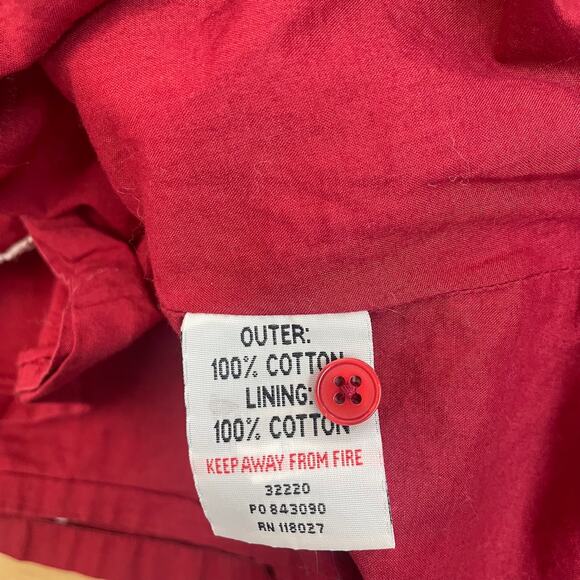 OUTER:
100% COTTON
LINING:
100% COTTON
KEEP AWAY FROM FIRE
32220
PO 843090
RN 118027